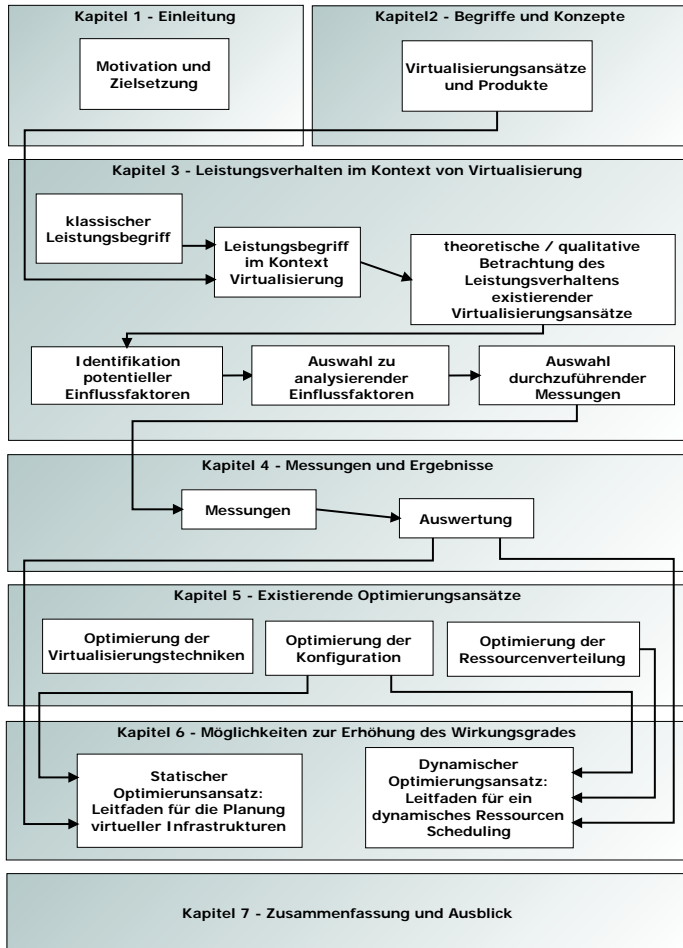 Kapitel 1 - Einleitung
Motivation und
Zielsetzung
Kapitel2 - Begriffe und Konzepte
Virtualisierungsansätze
und Produkte
Kapitel 3 - Leistungsverhalten im Kontext von Virtualisierung
klassischer
Leistungsbegriff
Leistungsbegriff
im Kontext
Virtualisierung
theoretische / qualitative
Betrachtung des
Leistungsverhaltens
existierender
Virtualisierungsansätze
Identifikation
potentieller
Einflussfaktoren
Auswahl zu
analysierender
Einflussfaktoren
Auswahl
durchzuführender
Messungen
Kapitel 4 - Messungen und Ergebnisse
Messungen
Auswertung
Kapitel 5 - Existierende Optimierungsansätze
Optimierung der
Virtualisierungstechniken
Optimierung der
Konfiguration
Optimierung der
Ressourcenverteilung
Kapitel 6 - Möglichkeiten zur Erhöhung des Wirkungsgrades
Statischer
Optimierunsansatz:
Leitfaden für die Planung
virtueller Infrastrukturen
Dynamischer
Optimierungsansatz:
Leitfaden für ein
dynamisches Ressourcen
Scheduling
Kapitel 7 - Zusammenfassung und Ausblick